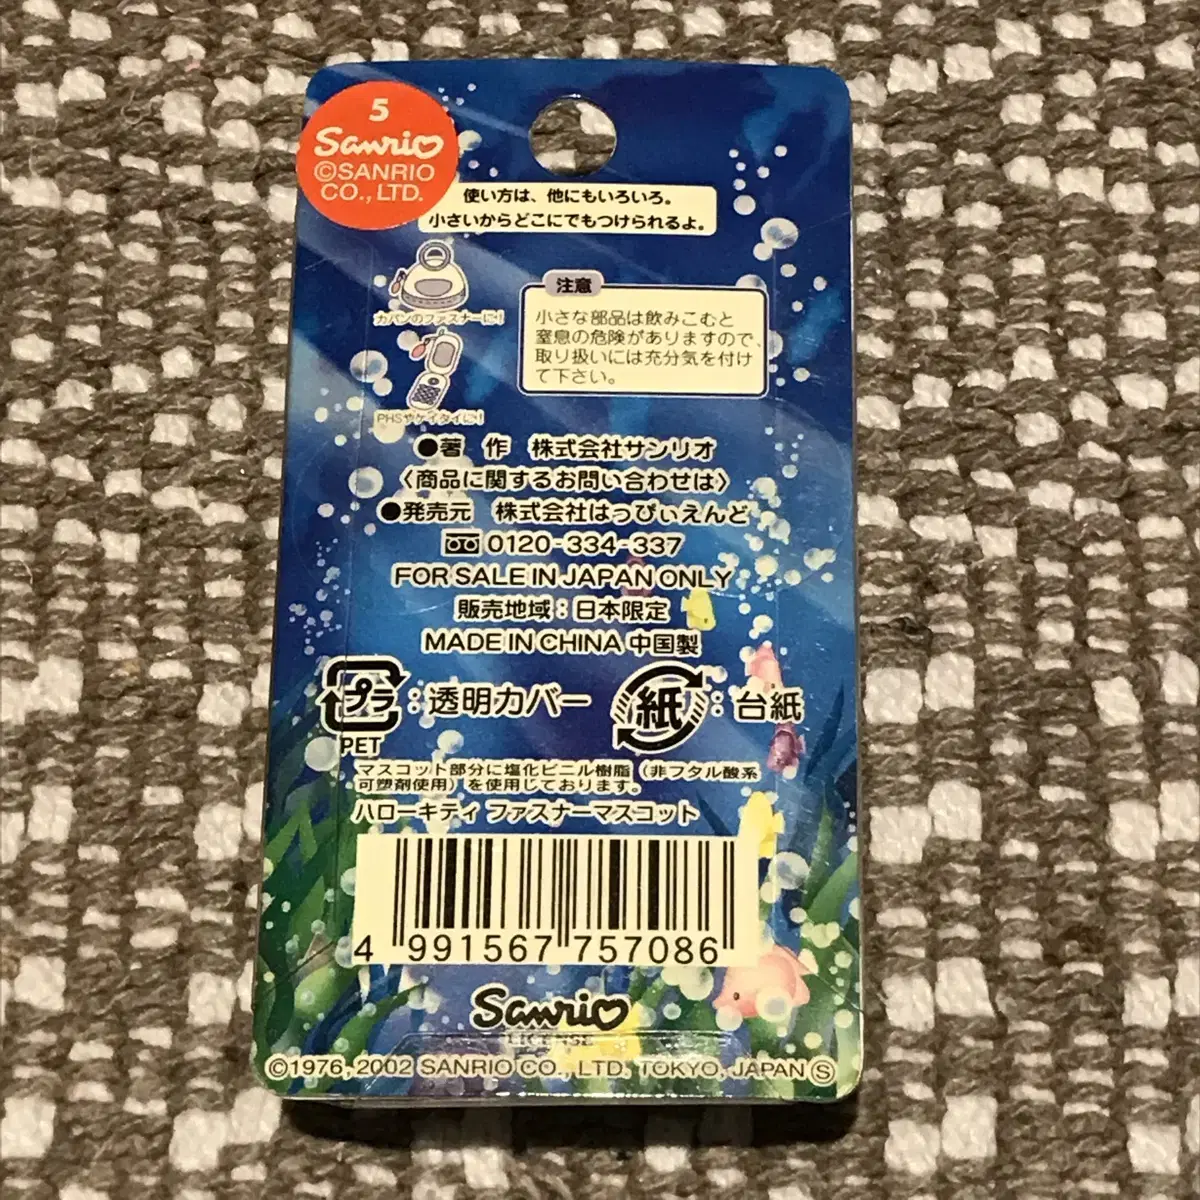 5
Sanrio
©SANRIO
CO., LTD.
使い方は、他にもいろいろ。
小さいからどこにでもつけられるよ。
カバンのファスナーに!
PHSやケイタイに!
注意
小さな部品は飲みこむと
窒息の危険がありますので、
取り扱いには充分気を付け
て下さい。
●著 作 株式会社サンリオ
〈商品に関するお問い合わせは〉
●発売元 株式会社はっぴぃえんど
0120-334-337
FOR SALE IN JAPAN ONLY
販売地域:日本限定
MADE IN CHINA 中国製
プラ :透明カバー 紙 :台紙
PET
マスコット部分に塩化ビニル樹脂(非フタル酸系
可塑剤使用)を使用しております。
ハローキティ ファスナーマスコット
4 991567 757086
Sanrio
LICENSE
©1976, 2002 SANRIO CO., LTD. TOKYO, JAPAN Ⓢ